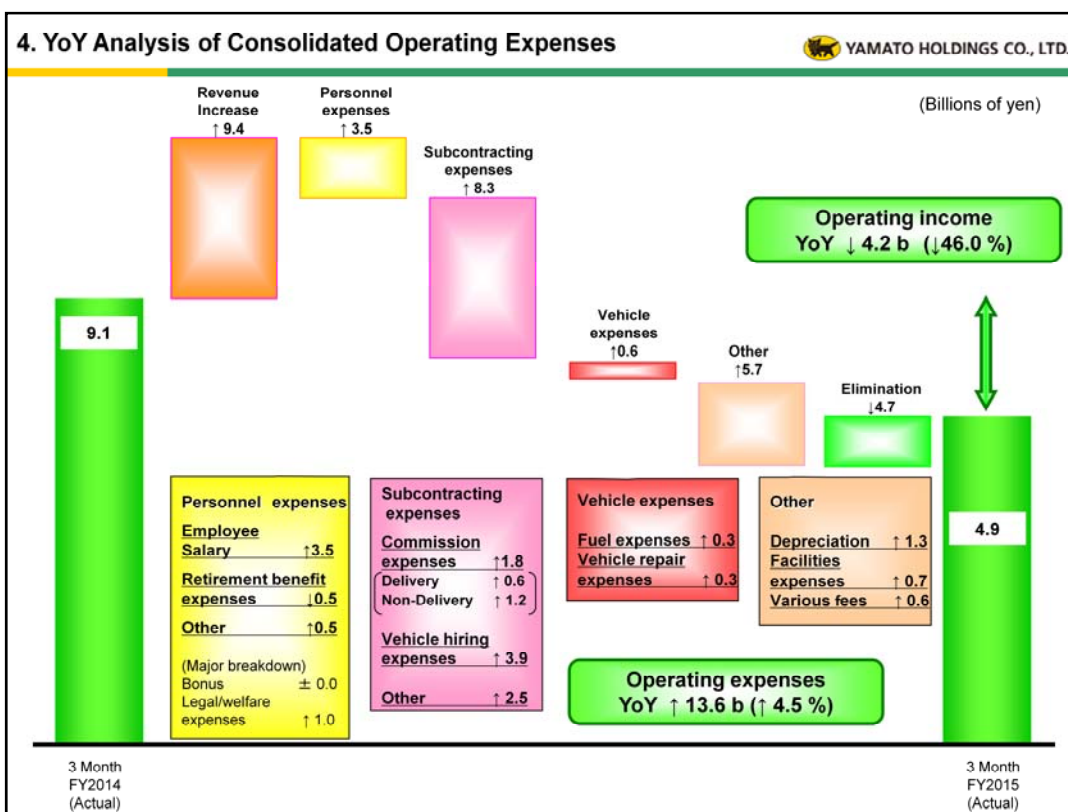 4. YoY Analysis of Consolidated Operating Expenses
YAMATO HOLDINGS CO., LTD.
(Billions of yen)
Revenue
Increase
↑ 9.4
Personnel
expenses
↑ 3.5
Subcontracting
expenses
↑ 8.3
Operating income
YoY ↓ 4.2 b (↓46.0 %)
Vehicle
expenses
↑0.6
Other
↑5.7
Elimination
↓4.7
9.1
4.9
Personnel expenses
Employee
Salary ↑3.5
Retirement benefit
expenses ↓0.5
Other ↑0.5
(Major breakdown)
Bonus ± 0.0
Legal/welfare
expenses ↑ 1.0
Subcontracting
expenses
Commission
expenses ↑1.8
Delivery ↑ 0.6
Non-Delivery ↑ 1.2
Vehicle hiring
expenses ↑ 3.9
Other ↑ 2.5
Vehicle expenses
Fuel expenses ↑ 0.3
Vehicle repair
expenses ↑ 0.3
Other
Depreciation ↑ 1.3
Facilities
expenses ↑ 0.7
Various fees ↑ 0.6
Operating expenses
YoY ↑ 13.6 b (↑ 4.5 %)
3 Month
FY2014
(Actual)
3 Month
FY2015
(Actual)